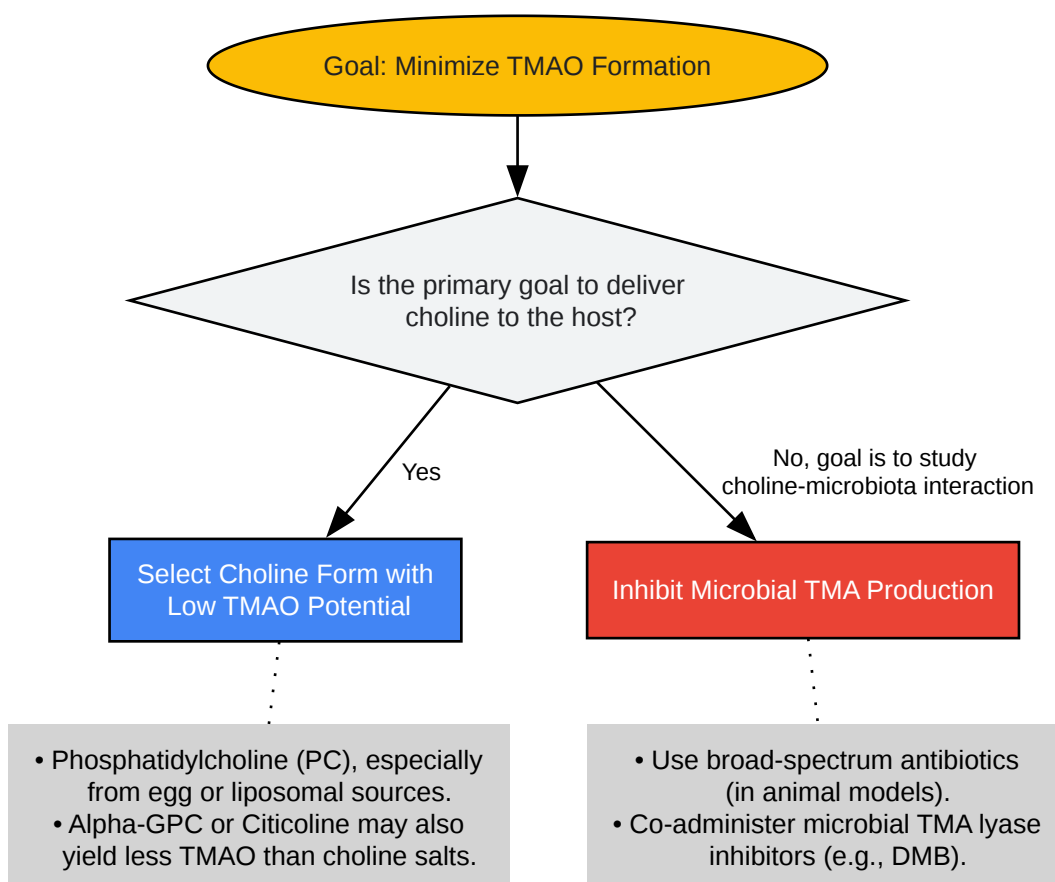 Goal: Minimize TMAO Formation
Is the primary goal to deliver
choline to the host?
Yes
No, goal is to study
choline-microbiota interaction
Select Choline Form with
Low TMAO Potential
Inhibit Microbial TMA Production
• Phosphatidylcholine (PC), especially
from egg or liposomal sources.
• Alpha-GPC or Citicoline may also
yield less TMAO than choline salts.
• Use broad-spectrum antibiotics
(in animal models).
• Co-administer microbial TMA lyase
inhibitors (e.g., DMB).